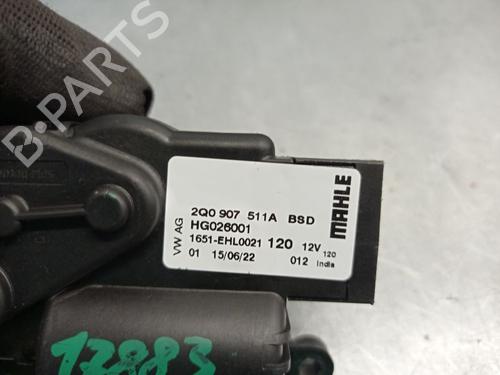 B-PARTS
VW AG
2Q0 907 511A BSD
HG026001
1651-EHL0021 120 12V 120
01 15/06/22 012 India
MAHLE
17883